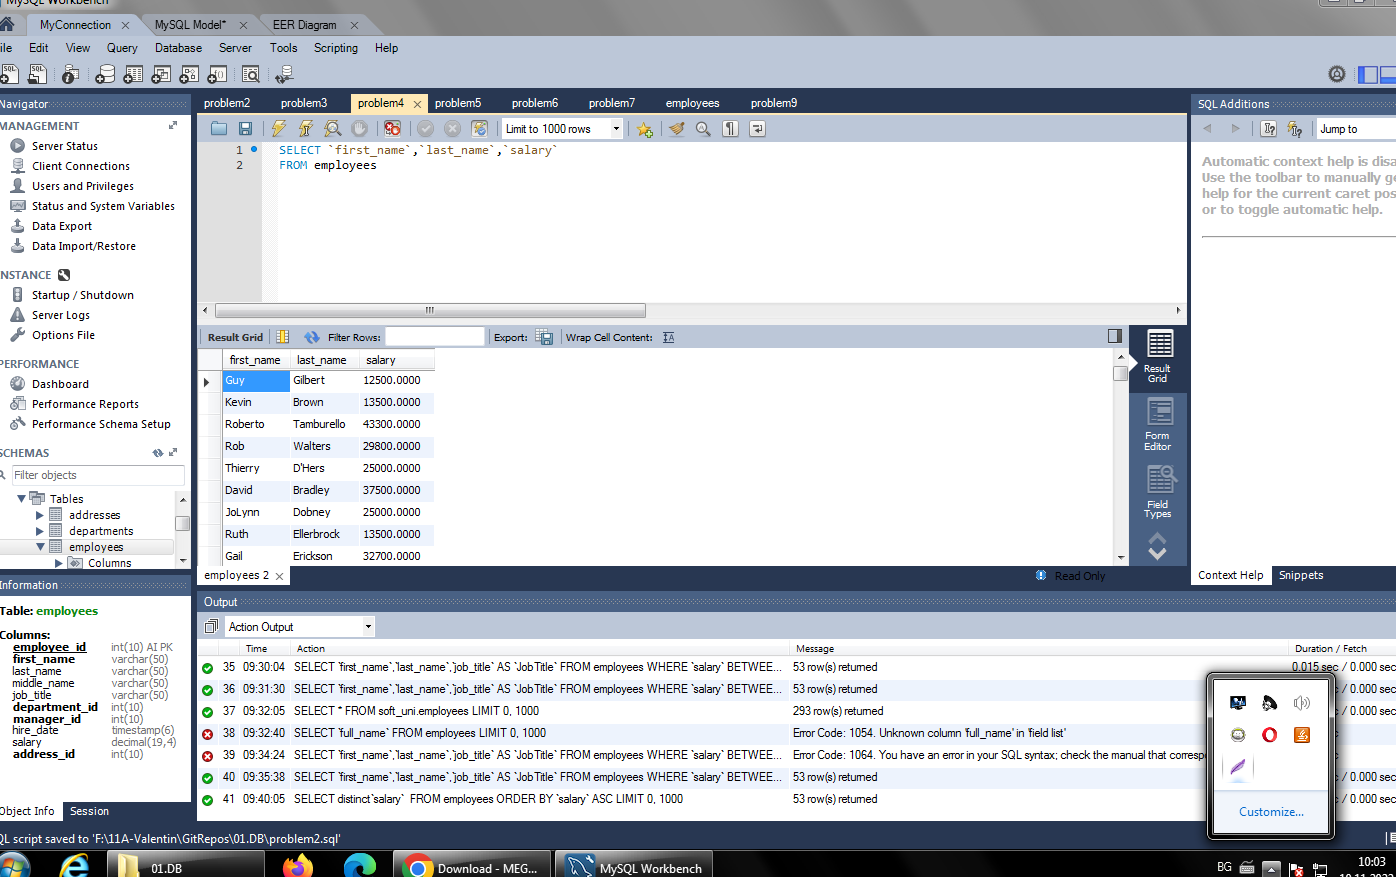 MySQL Workbench
MyConnection
MySQL Model*
EER Diagram
ile Edit View Query Database Server Tools Scripting Help
Navigator
MANAGEMENT
Server Status
Client Connections
Users and Privileges
Status and System Variables
Data Export
Data Import/Restore
NSTANCE
Startup / Shutdown
Server Logs
Options File
PERFORMANCE
Dashboard
Performance Reports
Performance Schema Setup
SCHEMAS
Filter objects
Tables
addresses
departments
employees
Columns
Information
Table: employees
Columns:
employee_id int(10) AI PK
first_name varchar(50)
last_name varchar(50)
middle_name varchar(50)
job_title varchar(50)
department_id int(10)
manager_id int(10)
hire_date timestamp(6)
salary decimal(19,4)
address_id int(10)
Object Info Session
problem2 problem3 problem4 problem5 problem6 problem7 employees problem9
Limit to 1000 rows
1 SELECT `first_name`,`last_name`,`salary`
2 FROM employees
Result Grid Filter Rows: Export: Wrap Cell Content:
first_name last_name salary
Guy Gilbert 12500.0000
Kevin Brown 13500.0000
Roberto Tamburello 43300.0000
Rob Walters 29800.0000
Thierry D'Hers 25000.0000
David Bradley 37500.0000
JoLynn Dobney 25000.0000
Ruth Ellerbrock 13500.0000
Gail Erickson 32700.0000
Result
Grid
Form
Editor
Field
Types
employees 2
Read Only
SQL Additions
Jump to
Automatic context help is disa
Use the toolbar to manually ge
help for the current caret pos
or to toggle automatic help.
Context Help Snippets
Output
Action Output
Time Action Message Duration / Fetch
35 09:30:04 SELECT `first_name`,`last_name`,`job_title` AS `JobTitle` FROM employees WHERE `salary` BETWEE... 53 row(s) returned 0.015 sec / 0.000 sec
36 09:31:30 SELECT `first_name`,`last_name`,`job_title` AS `JobTitle` FROM employees WHERE `salary` BETWEE... 53 row(s) returned / 0.000 sec
37 09:32:05 SELECT * FROM soft_uni.employees LIMIT 0, 1000 293 row(s) returned / 0.000 sec
38 09:32:40 SELECT `full_name` FROM employees LIMIT 0, 1000 Error Code: 1054. Unknown column 'full_name' in 'field list'
39 09:34:24 SELECT `first_name`,`last_name`,`job_title` AS `JobTitle` FROM employees WHERE `salary` BETWEE... Error Code: 1064. You have an error in your SQL syntax; check the manual that correspo
40 09:35:38 SELECT `first_name`,`last_name`,`job_title` AS `JobTitle` FROM employees WHERE `salary` BETWEE... 53 row(s) returned / 0.000 sec
41 09:40:05 SELECT distinct`salary` FROM employees ORDER BY `salary` ASC LIMIT 0, 1000 53 row(s) returned / 0.000 sec
Customize...
QL script saved to 'F:\11A-Valentin\GitRepos\01.DB\problem2.sql'
01.DB
Download - MEG...
MySQL Workbench
BG
10:03